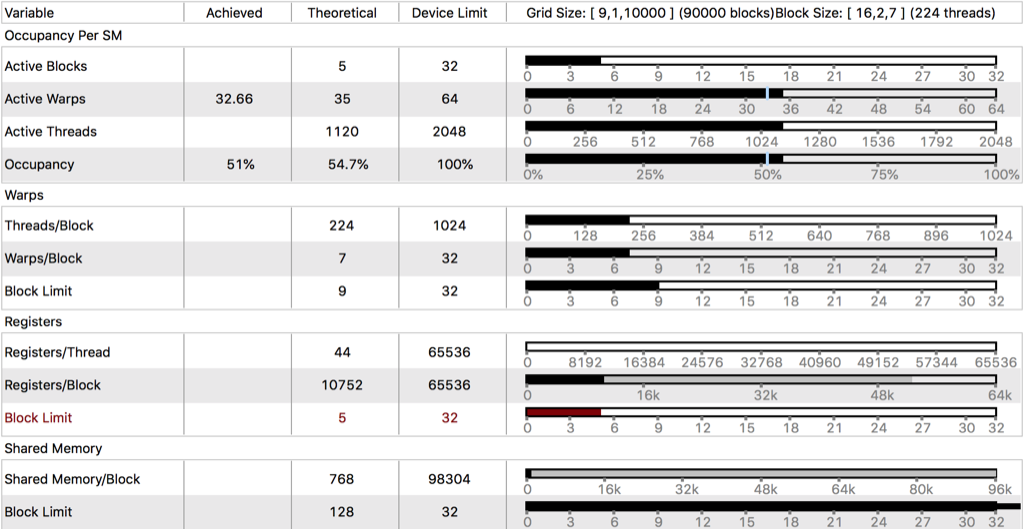 Variable Achieved Theoretical Device Limit Grid Size: [ 9,1,10000 ] (90000 blocks)Block Size: [ 16,2,7 ] (224 threads)
Occupancy Per SM
Active Blocks 5 32
0 3 6 9 12 15 18 21 24 27 30 32
Active Warps 32.66 35 64
0 6 12 18 24 30 36 42 48 54 60 64
Active Threads 1120 2048
0 256 512 768 1024 1280 1536 1792 2048
Occupancy 51% 54.7% 100%
0% 25% 50% 75% 100%
Warps
Threads/Block 224 1024
0 128 256 384 512 640 768 896 1024
Warps/Block 7 32
0 3 6 9 12 15 18 21 24 27 30 32
Block Limit 9 32
0 3 6 9 12 15 18 21 24 27 30 32
Registers
Registers/Thread 44 65536
0 8192 16384 24576 32768 40960 49152 57344 65536
Registers/Block 10752 65536
0 16k 32k 48k 64k
Block Limit 5 32
0 3 6 9 12 15 18 21 24 27 30 32
Shared Memory
Shared Memory/Block 768 98304
0 16k 32k 48k 64k 80k 96k
Block Limit 128 32
0 3 6 9 12 15 18 21 24 27 30 32